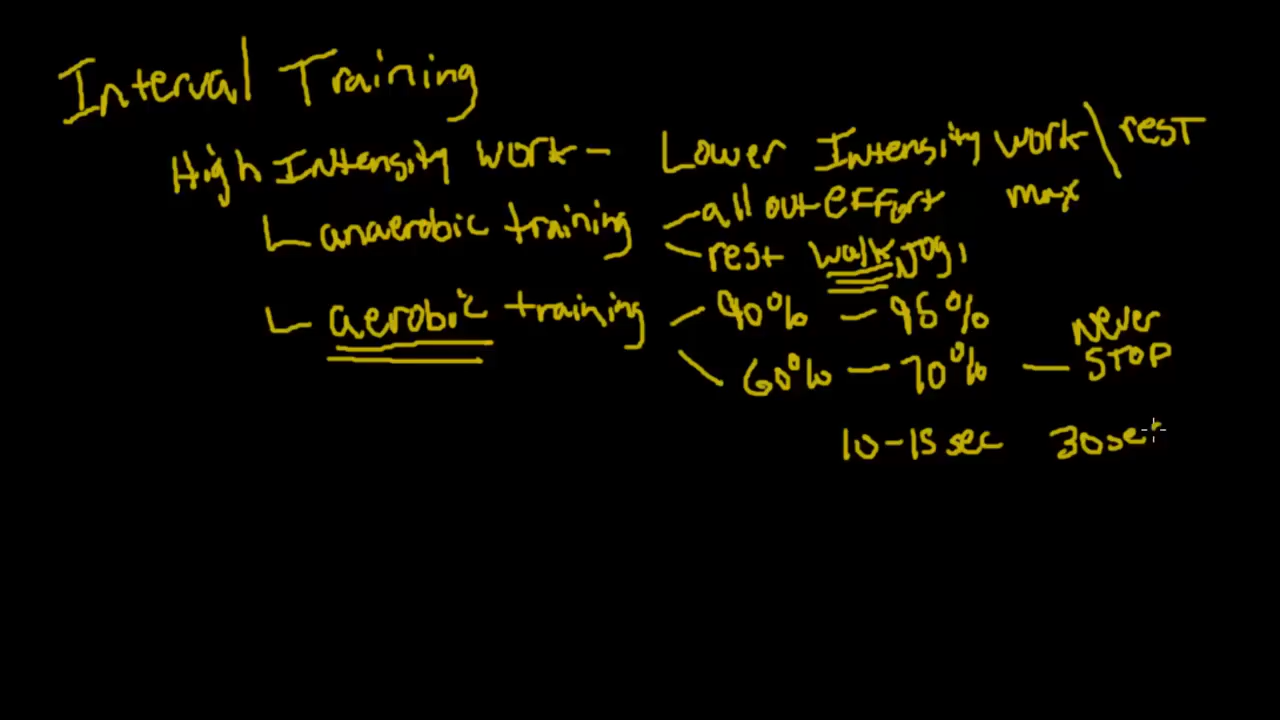 Interval Training
High Intensity work - Lower Intensity work \ rest
anaerobic training - all out effort max
rest walk Jog
aerobic training - 90% - 95%
60% - 70% - Never STOP
10-15 sec 30 sec